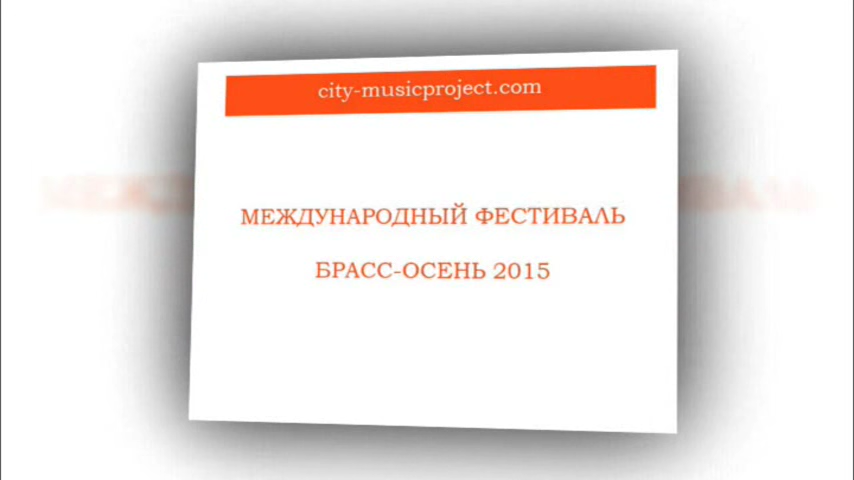 city-musicproject.com
МЕЖДУНАРОДНЫЙ ФЕСТИВАЛЬ
БРАСС-ОСЕНЬ 2015